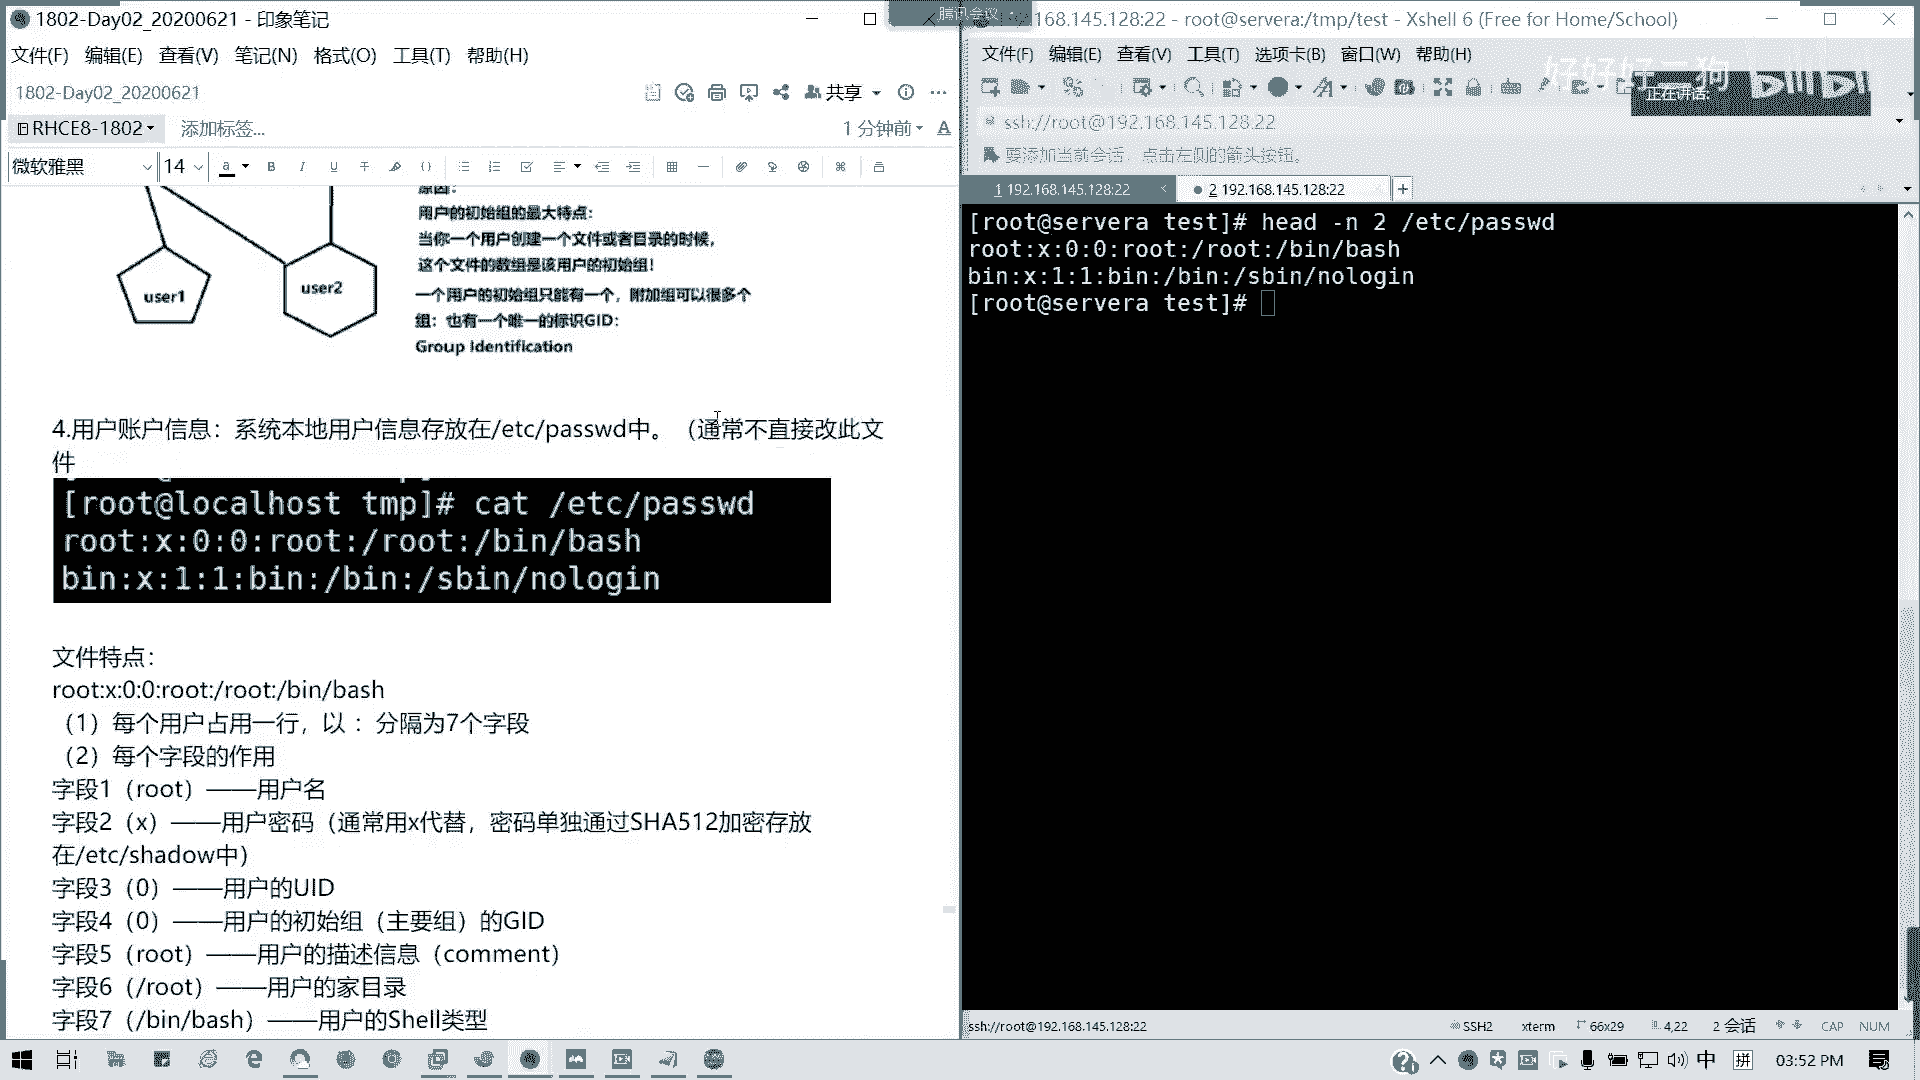 1802-Day02_20200621 - 印象笔记
文件(F) 编辑(E) 查看(V) 笔记(N) 格式(O) 工具(T) 帮助(H)
1802-Day02_20200621
共享
RHCE8-1802
添加标签...
1 分钟前
微软雅黑
14
原因：
用户的初始组的最大特点：
当你一个用户创建一个文件或者目录的时候，
这个文件的数组是该用户的初始组！
一个用户的初始组只能有一个，附加组可以很多个
组：也有一个唯一的标识GID：
Group Identification
user1
user2
4.用户账户信息：系统本地用户信息存放在/etc/passwd中。（通常不直接改此文
件
[root@localhost tmp]# cat /etc/passwd
root:x:0:0:root:/root:/bin/bash
bin:x:1:1:bin:/bin:/sbin/nologin
文件特点：
root:x:0:0:root:/root:/bin/bash
（1）每个用户占用一行，以 ：分隔为7个字段
（2）每个字段的作用
字段1（root）——用户名
字段2（x）——用户密码（通常用x代替，密码单独通过SHA512加密存放
在/etc/shadow中）
字段3（0）——用户的UID
字段4（0）——用户的初始组（主要组）的GID
字段5（root）——用户的描述信息（comment）
字段6（/root）——用户的家目录
字段7（/bin/bash）——用户的Shell类型
腾讯会议
168.145.128:22 - root@servera:/tmp/test - Xshell 6 (Free for Home/School)
文件(F) 编辑(E) 查看(V) 工具(T) 选项卡(B) 窗口(W) 帮助(H)
好好好二狗
bilibili
正在讲话:
ssh://root@192.168.145.128:22
要添加当前会话，点击左侧的箭头按钮。
1 192.168.145.128:22
2 192.168.145.128:22
[root@servera test]# head -n 2 /etc/passwd
root:x:0:0:root:/root:/bin/bash
bin:x:1:1:bin:/bin:/sbin/nologin
[root@servera test]#
ssh://root@192.168.145.128:22
SSH2 xterm 66x29 4,22 2 会话 CAP NUM
中 拼 03:52 PM